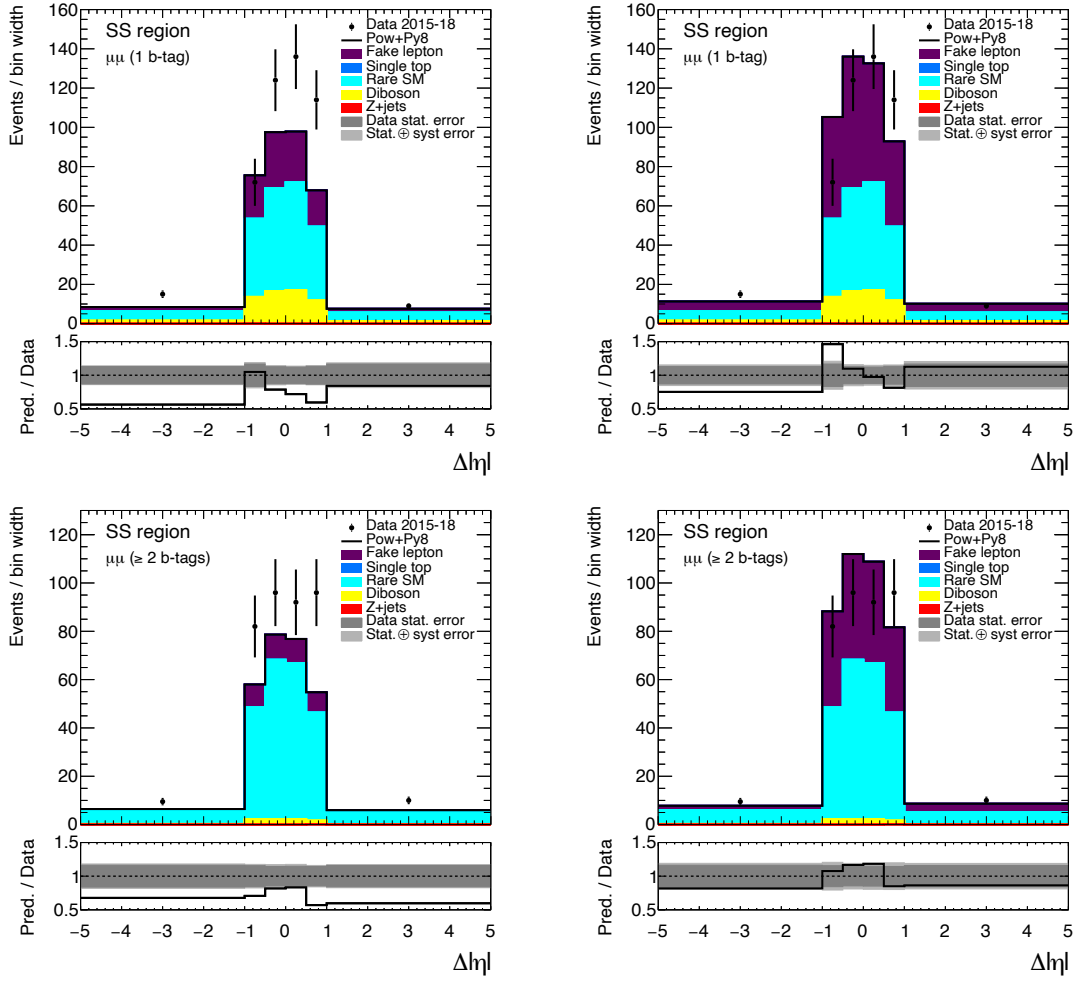 Events / bin width
160
140
120
100
80
60
40
20
0
SS region
μμ (1 b-tag)
Data 2015-18
Pow+Py8
Fake lepton
Single top
Rare SM
Diboson
Z+jets
Data stat. error
Stat.⊕ syst error
Pred. / Data
1.5
1
0.5
−5 −4 −3 −2 −1 0 1 2 3 4 5
Δ|η|
Events / bin width
160
140
120
100
80
60
40
20
0
SS region
μμ (1 b-tag)
Data 2015-18
Pow+Py8
Fake lepton
Single top
Rare SM
Diboson
Z+jets
Data stat. error
Stat.⊕ syst error
Pred. / Data
1.5
1
0.5
−5 −4 −3 −2 −1 0 1 2 3 4 5
Δ|η|
Events / bin width
120
100
80
60
40
20
0
SS region
μμ (≥ 2 b-tags)
Data 2015-18
Pow+Py8
Fake lepton
Single top
Rare SM
Diboson
Z+jets
Data stat. error
Stat.⊕ syst error
Pred. / Data
1.5
1
0.5
−5 −4 −3 −2 −1 0 1 2 3 4 5
Δ|η|
Events / bin width
120
100
80
60
40
20
0
SS region
μμ (≥ 2 b-tags)
Data 2015-18
Pow+Py8
Fake lepton
Single top
Rare SM
Diboson
Z+jets
Data stat. error
Stat.⊕ syst error
Pred. / Data
1.5
1
0.5
−5 −4 −3 −2 −1 0 1 2 3 4 5
Δ|η|